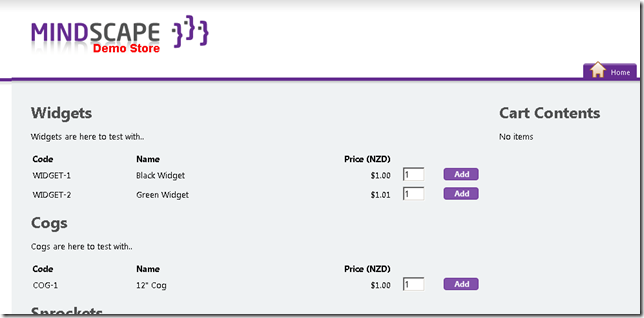 MINDSCAPE
Demo Store
Home
Widgets
Widgets are here to test with..
Code Name Price (NZD)
WIDGET-1 Black Widget $1.00 1 Add
WIDGET-2 Green Widget $1.01 1 Add
Cogs
Cogs are here to test with..
Code Name Price (NZD)
COG-1 12" Cog $1.00 1 Add
Sprockets
Cart Contents
No items